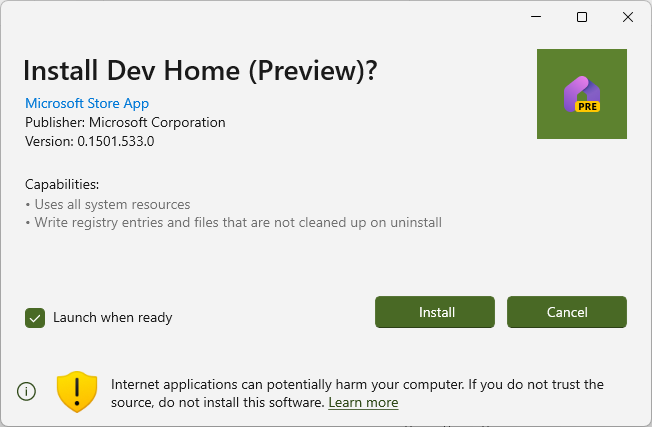 Install Dev Home (Preview)?
Microsoft Store App
Publisher: Microsoft Corporation
Version: 0.1501.533.0
PRE
Capabilities:
• Uses all system resources
• Write registry entries and files that are not cleaned up on uninstall
Launch when ready
Install
Cancel
Internet applications can potentially harm your computer. If you do not trust the
source, do not install this software. Learn more